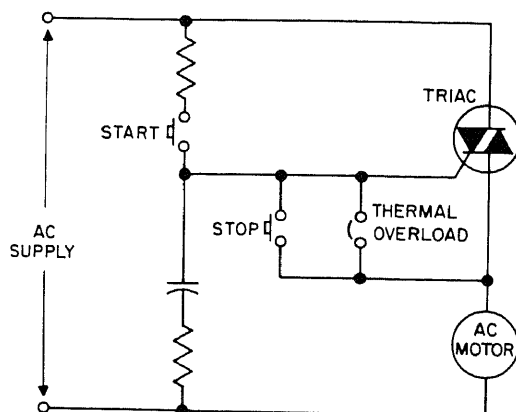 TRIAC
START
STOP
THERMAL
OVERLOAD
AC
SUPPLY
AC
MOTOR